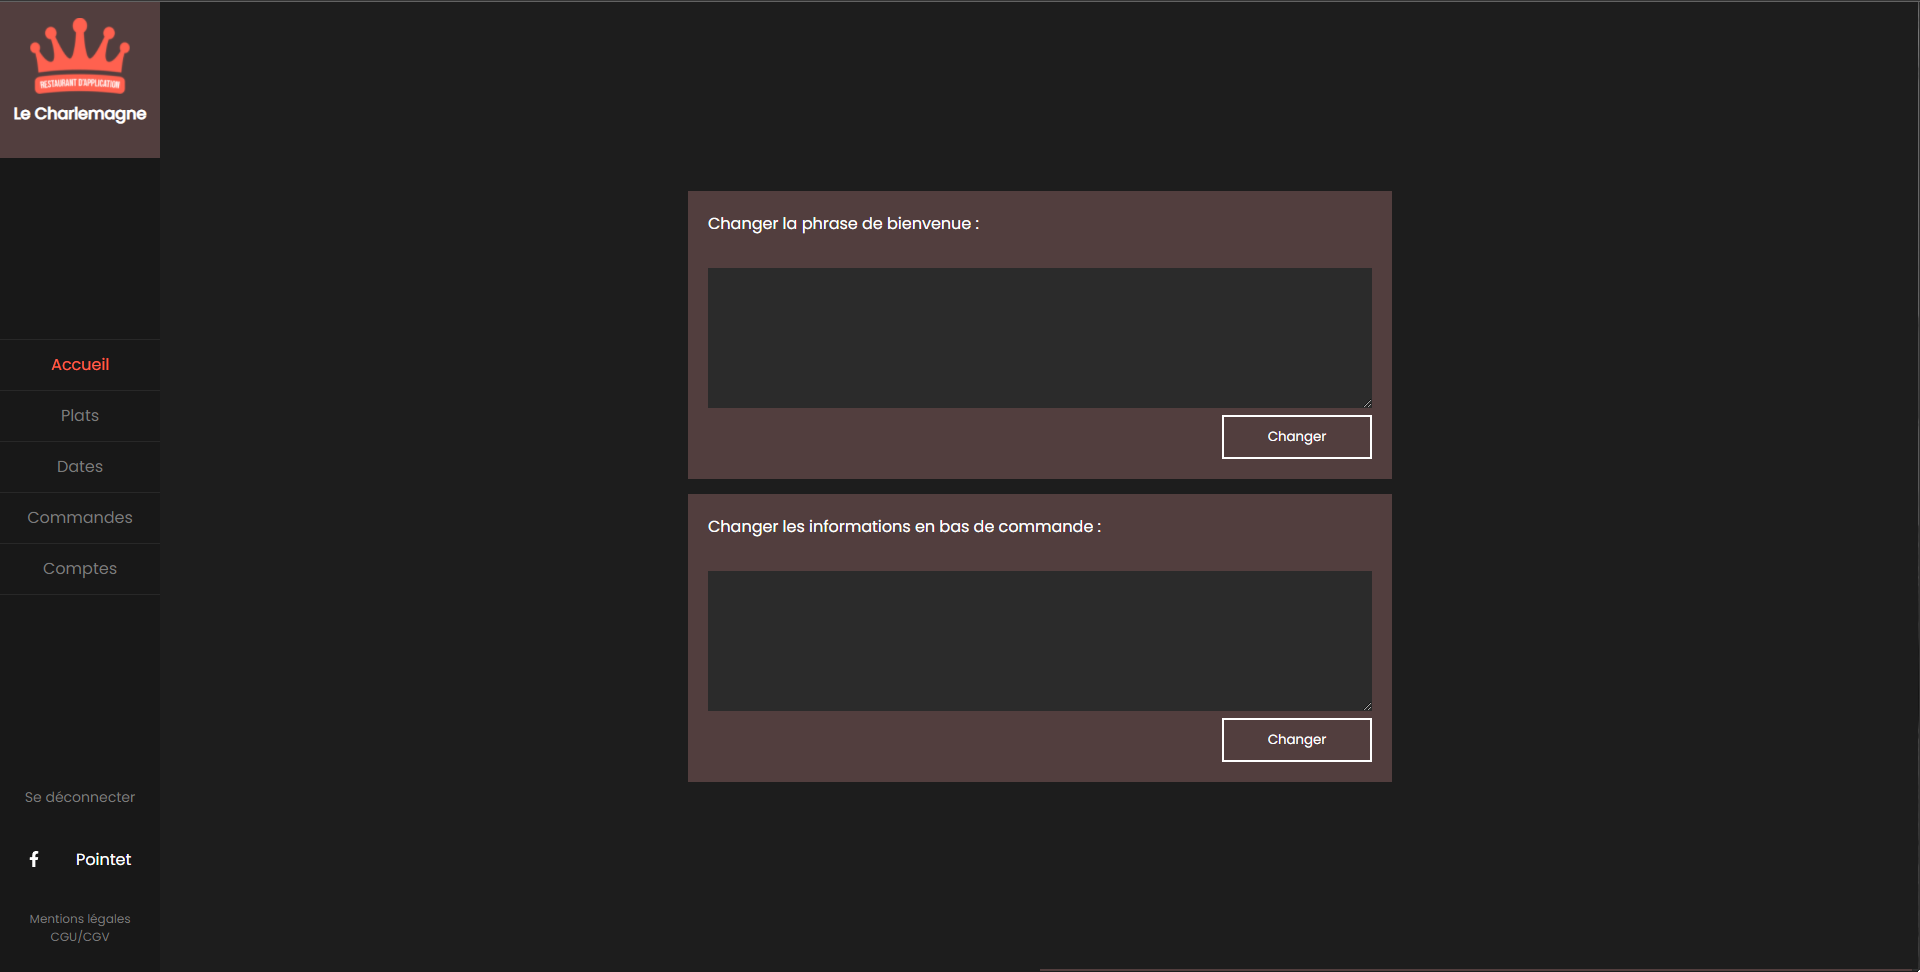 RESTAURANT D'APPLICATION
Le Charlemagne
Accueil
Plats
Dates
Commandes
Comptes
Se déconnecter
Pointet
Mentions légales
CGU/CGV
Changer la phrase de bienvenue :
Changer
Changer les informations en bas de commande :
Changer